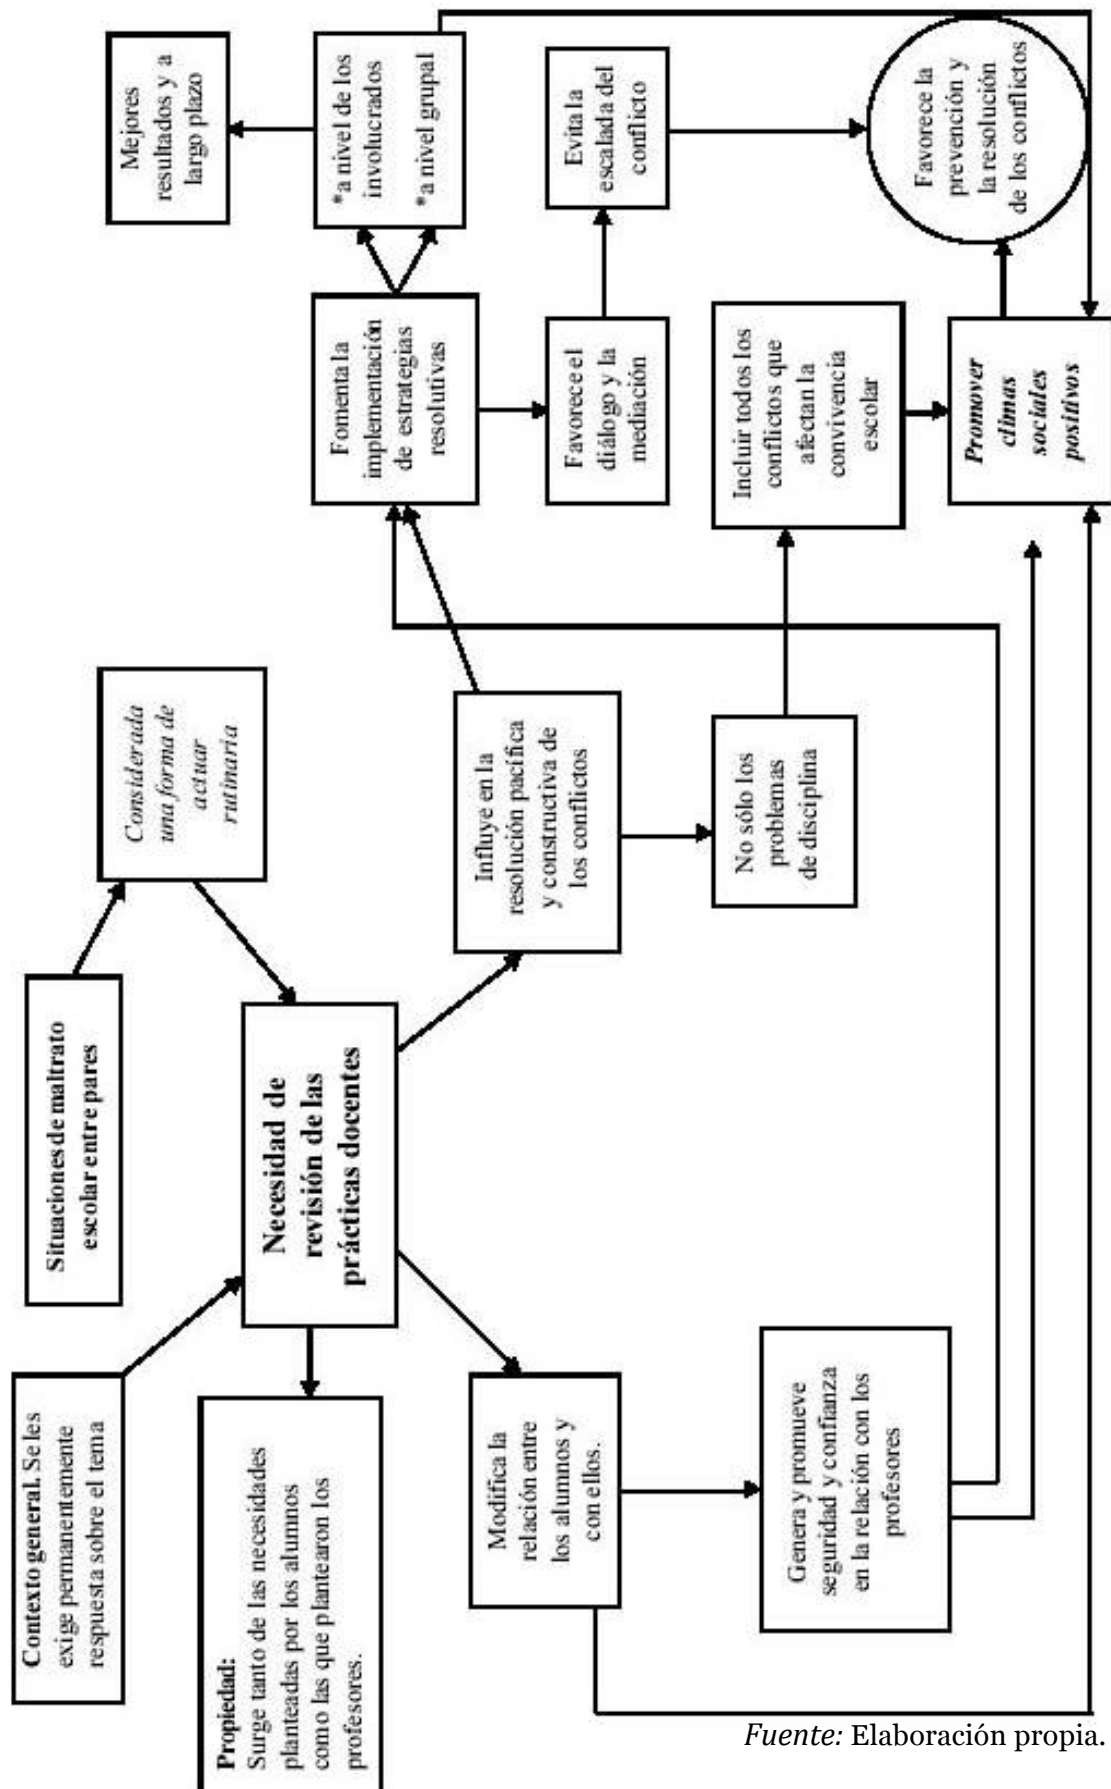 Contexto general. Se les
exige permanentemente
respuesta sobre el tema
Situaciones de maltrato
escolar entre pares
Considerada
una forma de
actuar
rutinaria
Mejores
resultados y a
largo plazo
Propiedad:
Surge tanto de las necesidades
planteadas por los alumnos
como las que plantearon los
profesores.
Necesidad de
revisión de las
prácticas docentes
Fomenta la
implementación
de estrategias
resolutivas
*a nivel de los
involucrados
*a nivel grupal
Modifica la
relación entre
los alumnos y
con ellos.
Influye en la
resolución pacífica
y constructiva de
los conflictos
Favorece el
diálogo y la
mediación
Evita la
escalada del
conflicto
Genera y promueve
seguridad y confianza
en la relación con los
profesores
No sólo los
problemas
de disciplina
Incluir todos los
conflictos que
afectan la
convivencia
escolar
Promover
climas
sociales
positivos
Favorece la
prevención y
la resolución
de los conflictos
Fuente: Elaboración propia.